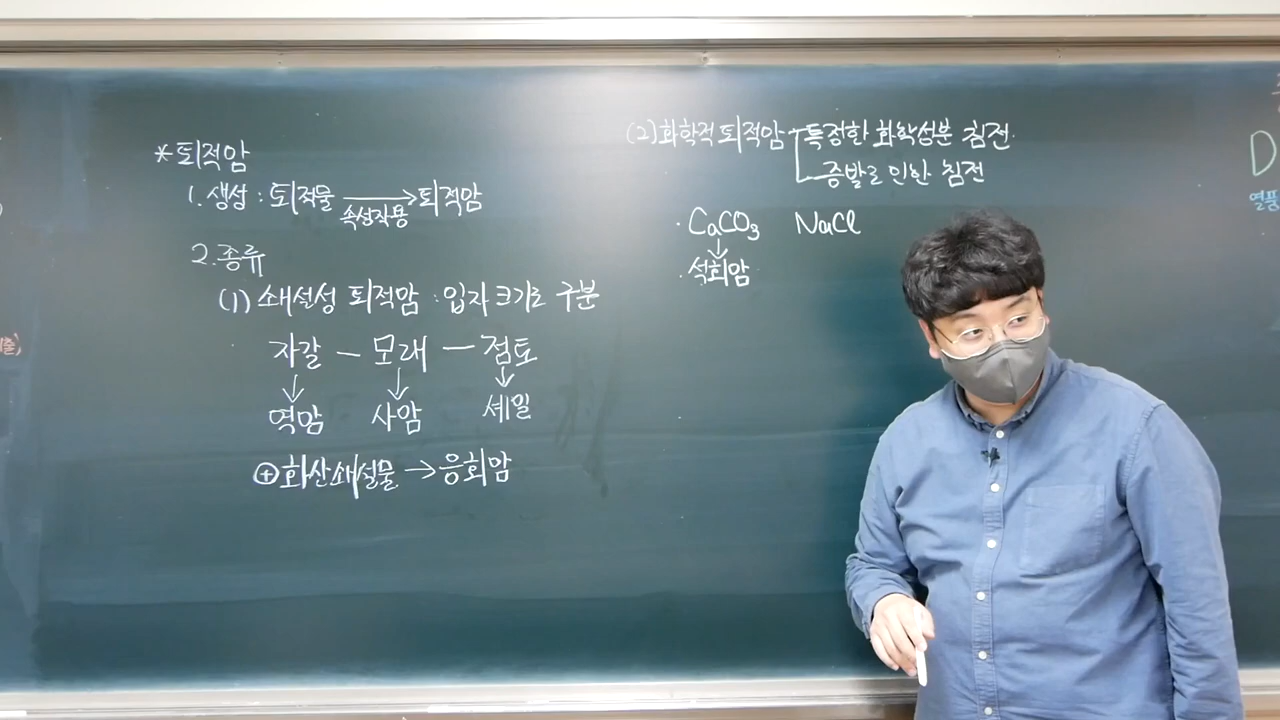 *퇴적암
1. 생성 : 퇴적물 → 퇴적암
속성작용
2. 종류
(1) 쇄설성 퇴적암 : 입자 크기로 구분
자갈 — 모래 — 점토
↓ ↓ ↓
역암 사암 셰일
⊕ 화산쇄설물 → 응회암
(2) 화학적 퇴적암 특정한 화학성분 침전
증발로 인한 침전
· CaCO₃ NaCl
↓
· 석회암
D